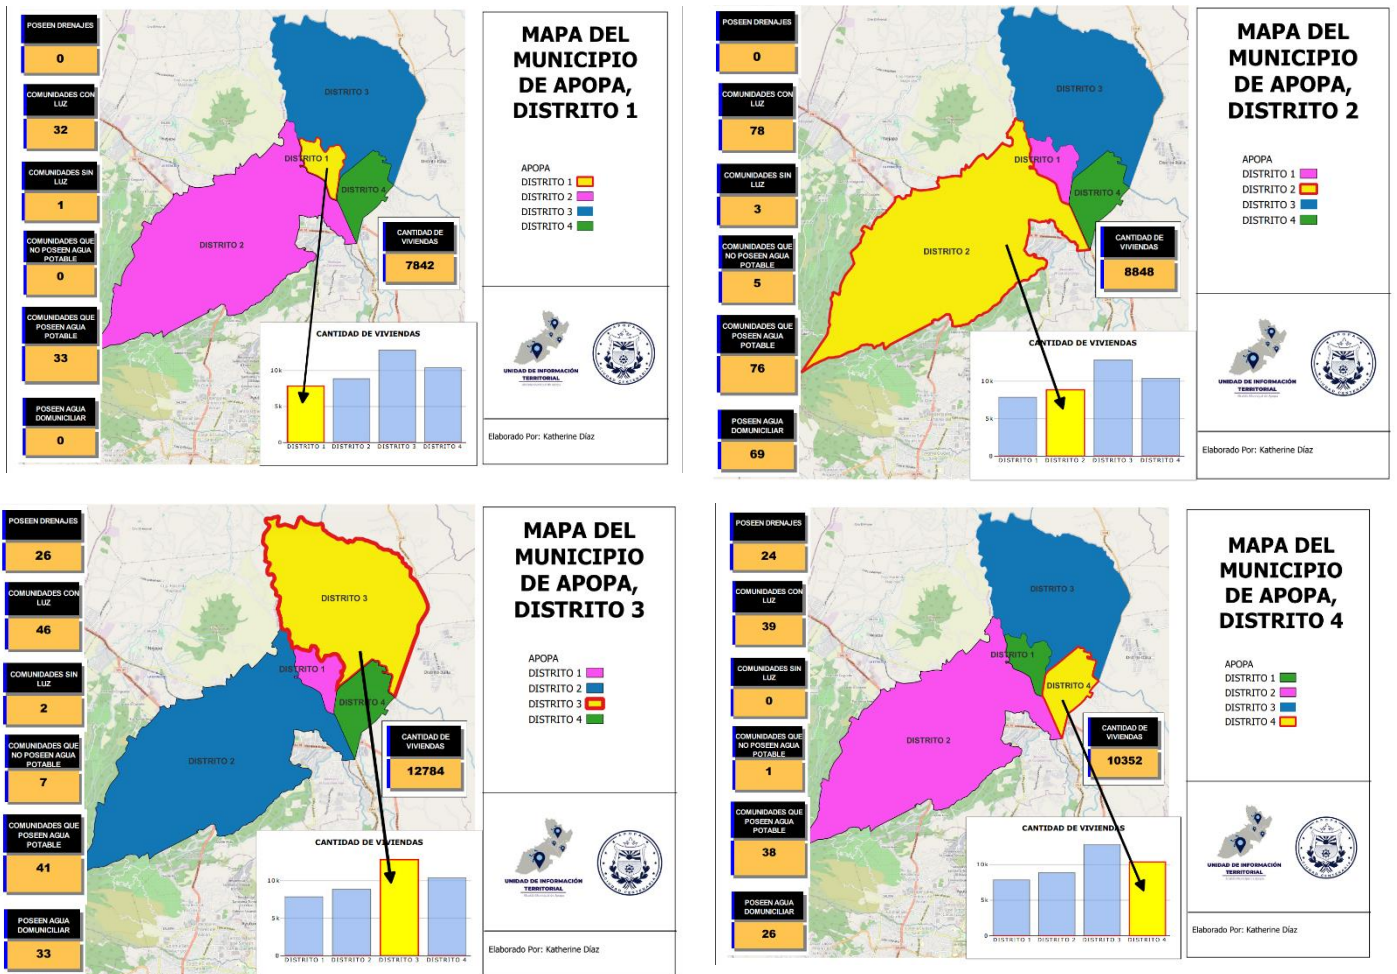 POSEEN DRENAJES
0
COMUNIDADES CON
LUZ
32
COMUNIDADES SIN
LUZ
1
COMUNIDADES QUE
NO POSEEN AGUA
POTABLE
0
COMUNIDADES QUE
POSEEN AGUA
POTABLE
33
POSEEN AGUA
DOMUNICILIAR
0
DISTRITO 3
DISTRITO 1
DISTRITO 4
DISTRITO 2
CANTIDAD DE
VIVIENDAS
7842
CANTIDAD DE VIVIENDAS
10k
5k
0
DISTRITO 1 DISTRITO 2 DISTRITO 3 DISTRITO 4
MAPA DEL
MUNICIPIO
DE APOPA,
DISTRITO 1
APOPA
DISTRITO 1
DISTRITO 2
DISTRITO 3
DISTRITO 4
UNIDAD DE INFORMACIÓN
TERRITORIAL
Elaborado Por: Katherine Díaz
POSEEN DRENAJES
0
COMUNIDADES CON
LUZ
78
COMUNIDADES SIN
LUZ
3
COMUNIDADES QUE
NO POSEEN AGUA
POTABLE
5
COMUNIDADES QUE
POSEEN AGUA
POTABLE
76
POSEEN AGUA
DOMUNICILIAR
69
DISTRITO 3
DISTRITO 1
DISTRITO 4
DISTRITO 2
CANTIDAD DE
VIVIENDAS
8848
CANTIDAD DE VIVIENDAS
10k
5k
0
DISTRITO 1 DISTRITO 2 DISTRITO 3 DISTRITO 4
MAPA DEL
MUNICIPIO
DE APOPA,
DISTRITO 2
APOPA
DISTRITO 1
DISTRITO 2
DISTRITO 3
DISTRITO 4
UNIDAD DE INFORMACIÓN
TERRITORIAL
Elaborado Por: Katherine Díaz
POSEEN DRENAJES
26
COMUNIDADES CON
LUZ
46
COMUNIDADES SIN
LUZ
2
COMUNIDADES QUE
NO POSEEN AGUA
POTABLE
7
COMUNIDADES QUE
POSEEN AGUA
POTABLE
41
POSEEN AGUA
DOMUNICILIAR
33
DISTRITO 3
DISTRITO 1
DISTRITO 4
DISTRITO 2
CANTIDAD DE
VIVIENDAS
12784
CANTIDAD DE VIVIENDAS
10k
5k
0
DISTRITO 1 DISTRITO 2 DISTRITO 3 DISTRITO 4
MAPA DEL
MUNICIPIO
DE APOPA,
DISTRITO 3
APOPA
DISTRITO 1
DISTRITO 2
DISTRITO 3
DISTRITO 4
UNIDAD DE INFORMACIÓN
TERRITORIAL
Elaborado Por: Katherine Díaz
POSEEN DRENAJES
24
COMUNIDADES CON
LUZ
39
COMUNIDADES SIN
LUZ
0
COMUNIDADES QUE
NO POSEEN AGUA
POTABLE
1
COMUNIDADES QUE
POSEEN AGUA
POTABLE
38
POSEEN AGUA
DOMUNICILIAR
26
DISTRITO 3
DISTRITO 1
DISTRITO 4
DISTRITO 2
CANTIDAD DE
VIVIENDAS
10352
CANTIDAD DE VIVIENDAS
10k
5k
0
DISTRITO 1 DISTRITO 2 DISTRITO 3 DISTRITO 4
MAPA DEL
MUNICIPIO
DE APOPA,
DISTRITO 4
APOPA
DISTRITO 1
DISTRITO 2
DISTRITO 3
DISTRITO 4
UNIDAD DE INFORMACIÓN
TERRITORIAL
Elaborado Por: Katherine Díaz